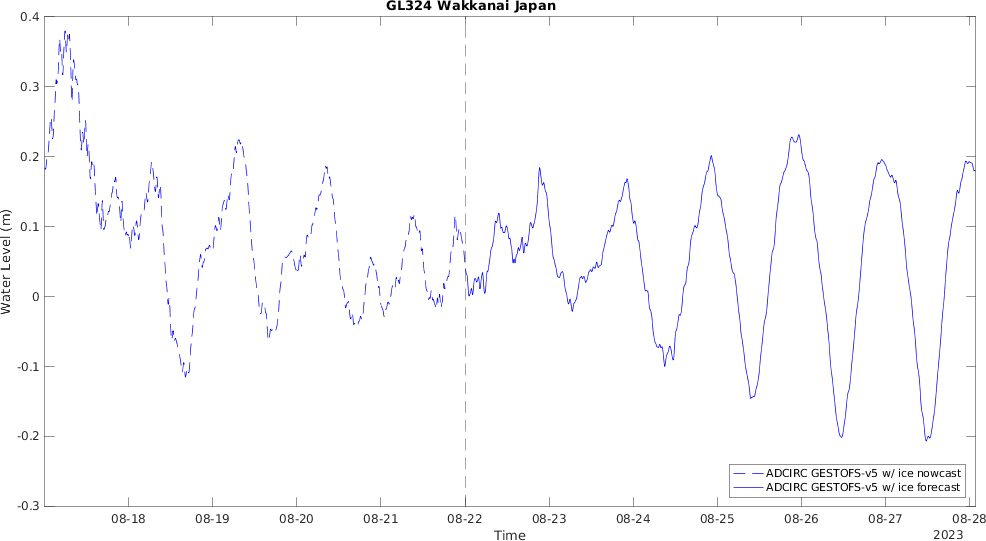 GL324 Wakkanai Japan
Water Level (m)
0.4
0.3
0.2
0.1
0
-0.1
-0.2
-0.3
ADCIRC GESTOFS-v5 w/ ice nowcast
ADCIRC GESTOFS-v5 w/ ice forecast
08-18 08-19 08-20 08-21 08-22 08-23 08-24 08-25 08-26 08-27 08-28
Time
2023